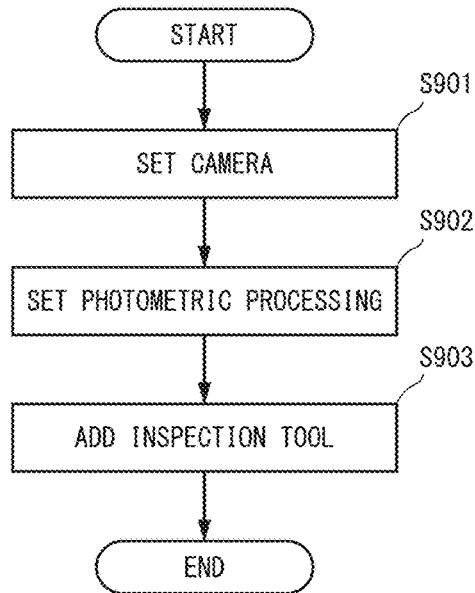 START
S901
SET CAMERA
S902
SET PHOTOMETRIC PROCESSING
S903
ADD INSPECTION TOOL
END